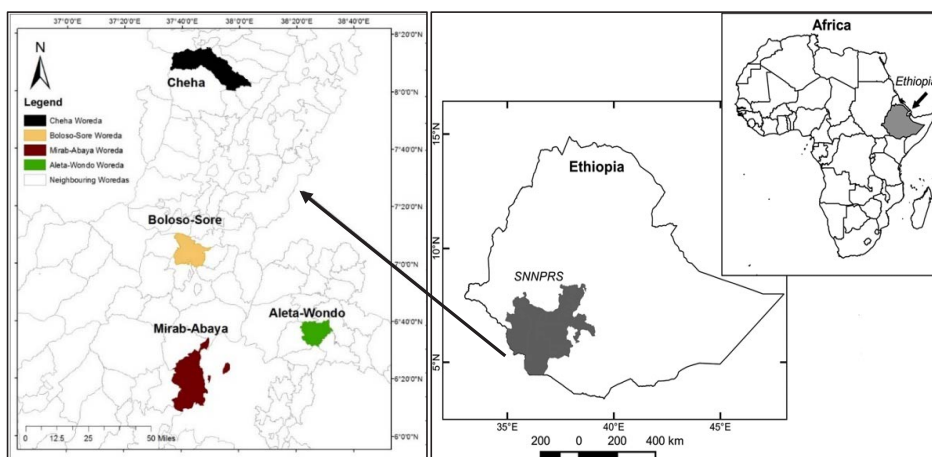 37°0'0"E 37°20'0"E 37°40'0"E 38°0'0"E 38°20'0"E 38°40'0"E
N
Cheha
Legend
Cheha Woreda
Boloso-Sore Woreda
Mirab-Abaya Woreda
Aleta-Wondo Woreda
Neighbouring Woredas
Boloso-Sore
Aleta-Wondo
Mirab-Abaya
0 12.5 25 50 Miles
8°20'0"N
8°0'0"N
7°40'0"N
7°20'0"N
7°0'0"N
6°40'0"N
6°20'0"N
6°0'0"N
Ethiopia
SNNPRS
15°N
10°N
5°N
35°E 40°E 45°E
200 0 200 400 km
Africa
Ethiopia